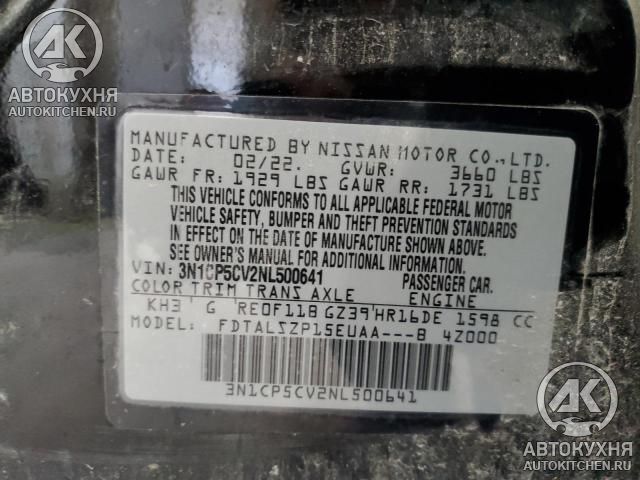 АК
АВТОКУХНЯ
AUTOKITCHEN.RU
MANUFACTURED BY NISSAN MOTOR CO.,LTD.
DATE: 02/22. GVWR: 3660 LBS
GAWR FR: 1929 LBS GAWR RR: 1731 LBS
THIS VEHICLE CONFORMS TO ALL APPLICABLE FEDERAL MOTOR
VEHICLE SAFETY, BUMPER AND THEFT PREVENTION STANDARDS
IN EFFECT ON THE DATE OF MANUFACTURE SHOWN ABOVE.
SEE OWNER'S MANUAL FOR ADDITIONAL INFORMATION.
VIN: 3N1CP5CV2NL500641 PASSENGER CAR.
COLOR TRIM TRANS AXLE ENGINE
KH3 G RE0F11B GZ39 HR16DE 1598 CC
MODEL: FDTALSZP15EUAA---B 4Z000
3N1CP5CV2NL500641
АК
АВТОКУХНЯ
AUTOKITCHEN.RU